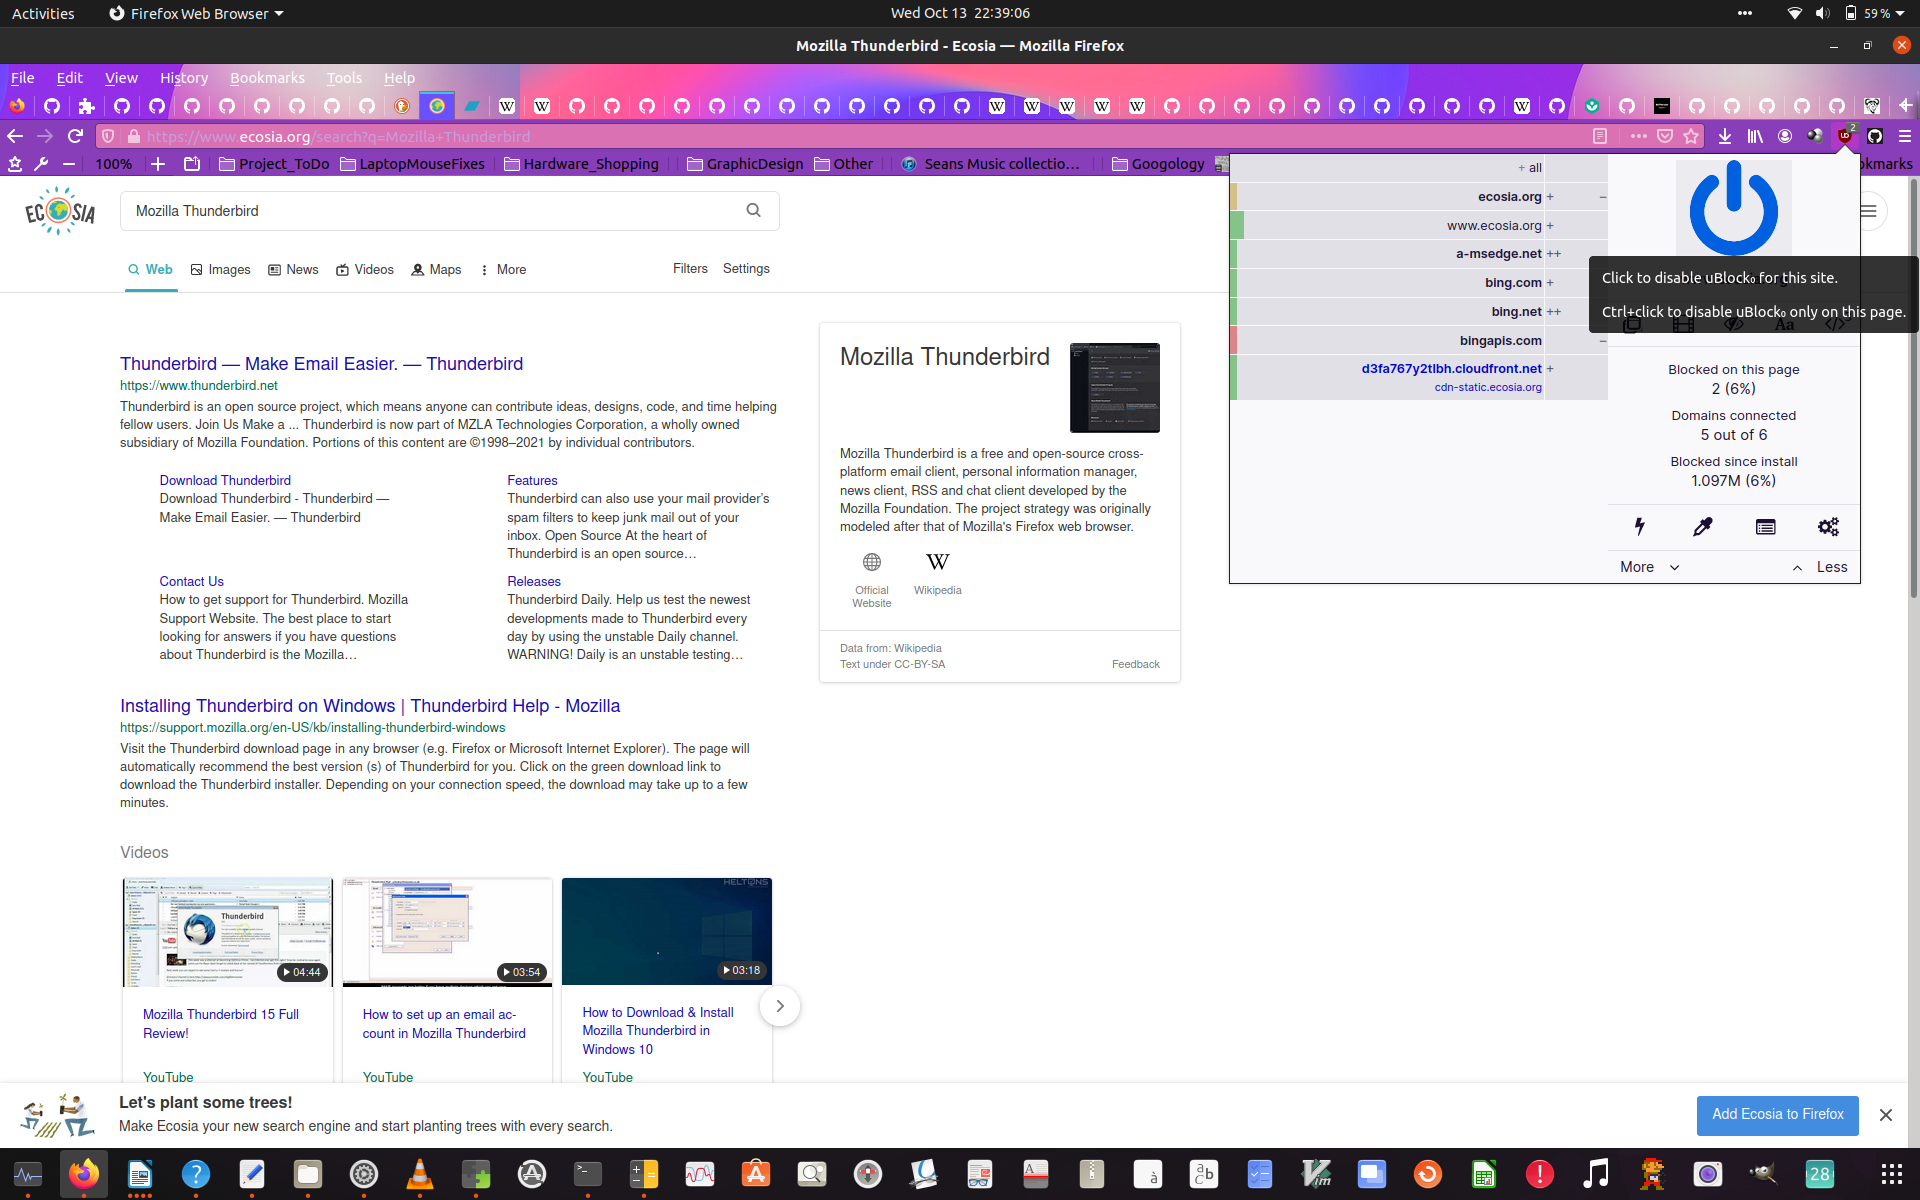 Activities
Firefox Web Browser
Wed Oct 13 22:39:06
59 %
Mozilla Thunderbird - Ecosia — Mozilla Firefox
File Edit View History Bookmarks Tools Help
https://www.ecosia.org/search?q=Mozilla+Thunderbird
2
100%
Project_ToDo
LaptopMouseFixes
Hardware_Shopping
GraphicDesign
Other
Seans Music collectio…
Googology
okmarks
ECOSIA
Mozilla Thunderbird
Web
Images
News
Videos
Maps
More
Filters
Settings
Thunderbird — Make Email Easier. — Thunderbird
https://www.thunderbird.net
Thunderbird is an open source project, which means anyone can contribute ideas, designs, code, and time helping
fellow users. Join Us Make a ... Thunderbird is now part of MZLA Technologies Corporation, a wholly owned
subsidiary of Mozilla Foundation. Portions of this content are ©1998–2021 by individual contributors.
Download Thunderbird
Download Thunderbird - Thunderbird —
Make Email Easier. — Thunderbird
Features
Thunderbird can also use your mail provider's
spam filters to keep junk mail out of your
inbox. Open Source At the heart of
Thunderbird is an open source…
Contact Us
How to get support for Thunderbird. Mozilla
Support Website. The best place to start
looking for answers if you have questions
about Thunderbird is the Mozilla…
Releases
Thunderbird Daily. Help us test the newest
developments made to Thunderbird every
day by using the unstable Daily channel.
WARNING! Daily is an unstable testing…
Installing Thunderbird on Windows | Thunderbird Help - Mozilla
https://support.mozilla.org/en-US/kb/installing-thunderbird-windows
Visit the Thunderbird download page in any browser (e.g. Firefox or Microsoft Internet Explorer). The page will
automatically recommend the best version (s) of Thunderbird for you. Click on the green download link to
download the Thunderbird installer. Depending on your connection speed, the download may take up to a few
minutes.
Videos
Thunderbird
04:44
Mozilla Thunderbird 15 Full
Review!
YouTube
03:54
How to set up an email ac-
count in Mozilla Thunderbird
YouTube
HELTONS
03:18
How to Download & Install
Mozilla Thunderbird in
Windows 10
YouTube
Mozilla Thunderbird
Mozilla Thunderbird is a free and open-source cross-
platform email client, personal information manager,
news client, RSS and chat client developed by the
Mozilla Foundation. The project strategy was originally
modeled after that of Mozilla's Firefox web browser.
Official
Website
W
Wikipedia
Data from: Wikipedia
Text under CC-BY-SA
Feedback
+ all
ecosia.org + −
www.ecosia.org +
a-msedge.net ++
bing.com +
bing.net ++
bingapis.com −
d3fa767y2tlbh.cloudfront.net +
cdn-static.ecosia.org
Click to disable uBlock₀ for this site.
Ctrl+click to disable uBlock₀ only on this page.
Aa
Blocked on this page
2 (6%)
Domains connected
5 out of 6
Blocked since install
1.097M (6%)
More
Less
Let's plant some trees!
Make Ecosia your new search engine and start planting trees with every search.
Add Ecosia to Firefox
28